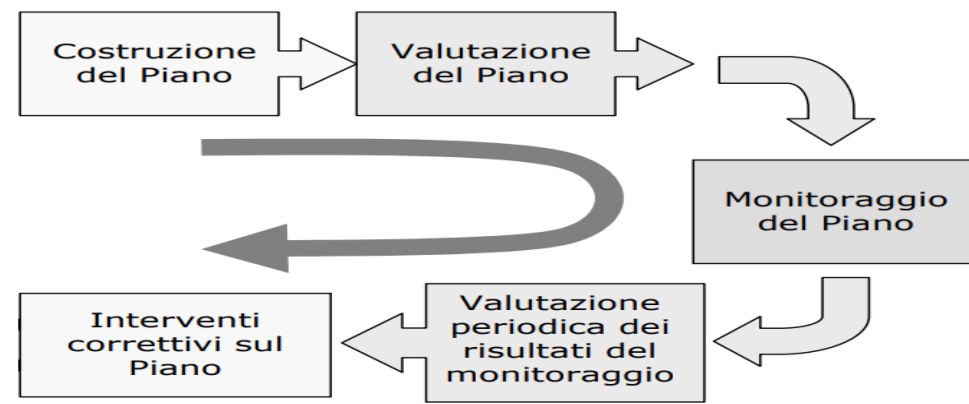 Costruzione
del Piano
Valutazione
del Piano
Monitoraggio
del Piano
Valutazione
periodica dei
risultati del
monitoraggio
Interventi
correttivi sul
Piano